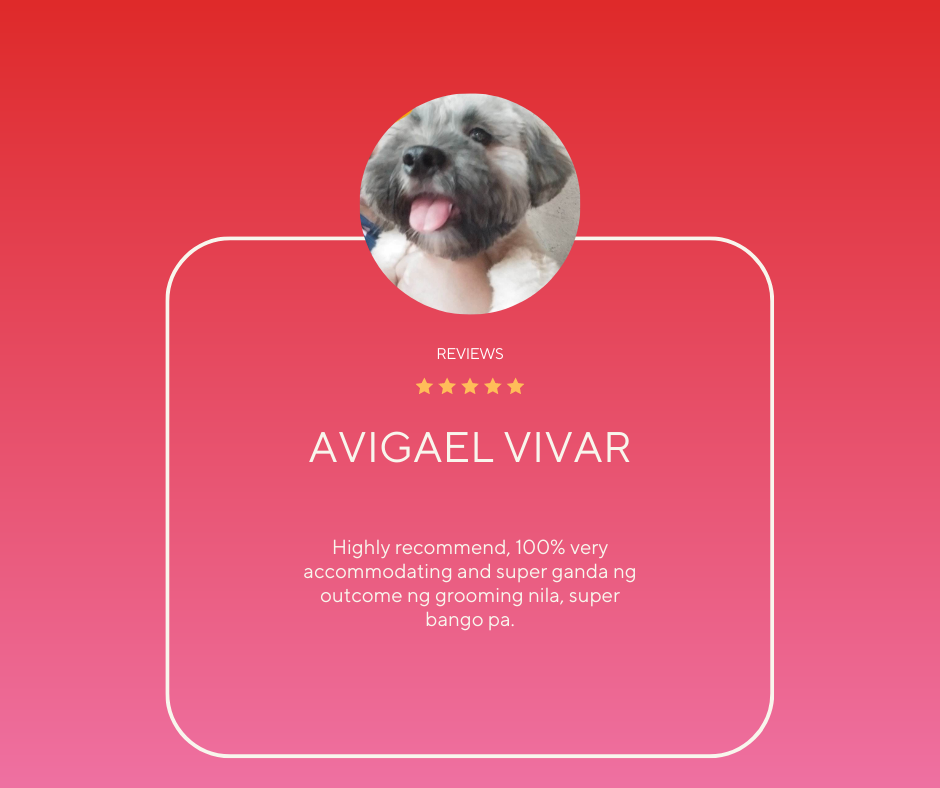 REVIEWS
AVIGAEL VIVAR
Highly recommend, 100% very
accommodating and super ganda ng
outcome ng grooming nila, super
bango pa.